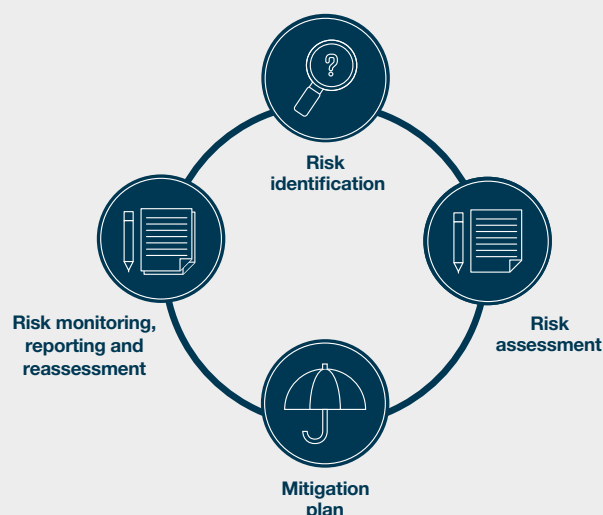 ?
Risk
identification
Risk
assessment
Mitigation
plan
Risk monitoring,
reporting and
reassessment